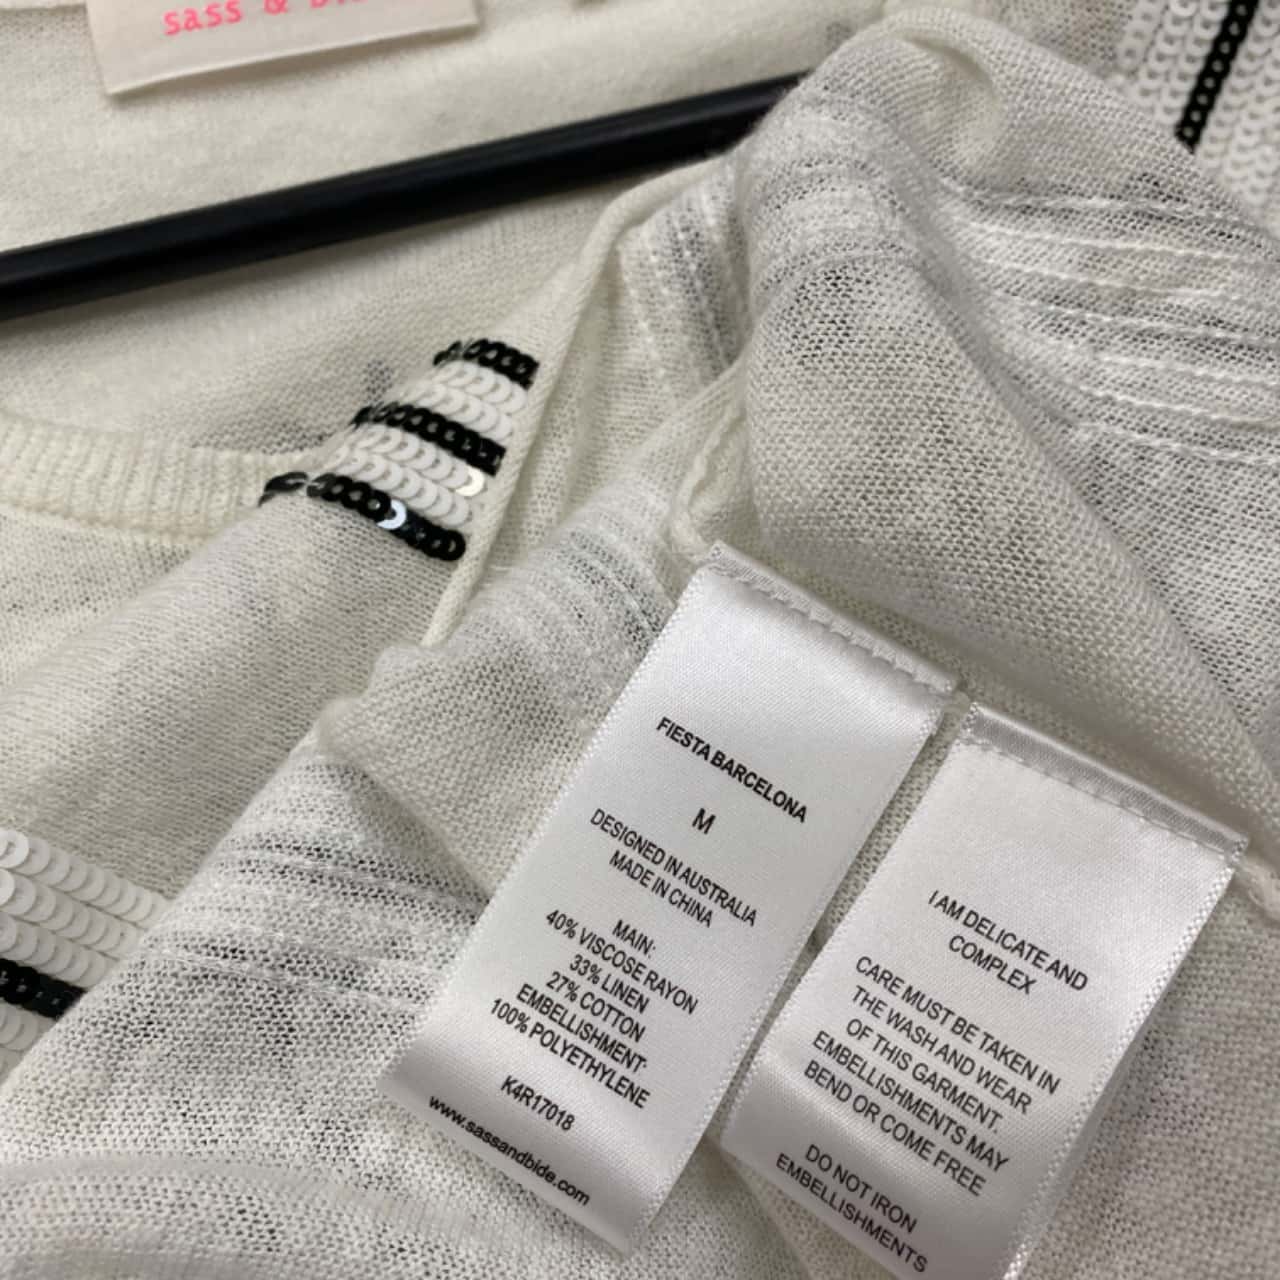 sass &
FIESTA BARCELONA
M
DESIGNED IN AUSTRALIA
MADE IN CHINA
MAIN:
40% VISCOSE RAYON
33% LINEN
27% COTTON
EMBELLISHMENT:
100% POLYETHYLENE
K4R17018
www.sassandbide.com
I AM DELICATE AND
COMPLEX
CARE MUST BE TAKEN IN
THE WASH AND WEAR
OF THIS GARMENT.
EMBELLISHMENTS MAY
BEND OR COME FREE
DO NOT IRON
EMBELLISHMENTS